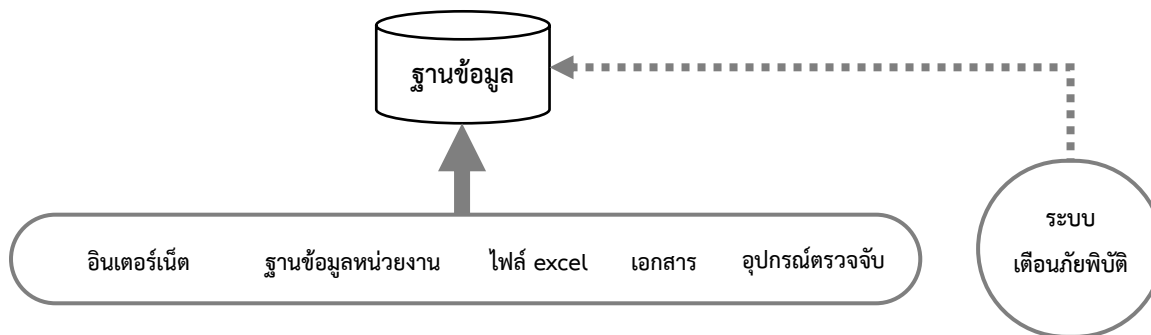 ฐานข้อมูล
อินเตอร์เน็ต ฐานข้อมูลหน่วยงาน ไฟล์ excel เอกสาร อุปกรณ์ตรวจจับ
ระบบ
เตือนภัยพิบัติ